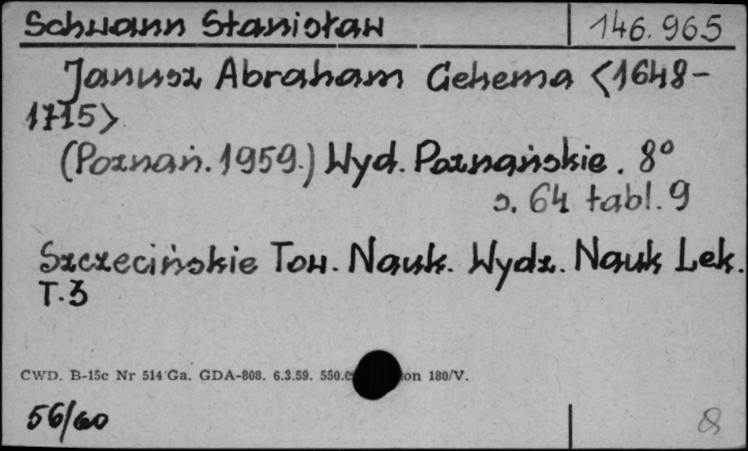 Schwann Stanisław 146.965
Janusz Abraham Gehema <1648-
1715>
(Poznań. 1959.) Wyd. Poznańskie. 8°
s. 64 tabl. 9
Szczecińskie Tow. Nauk. Wydz. Nauk Lek.
T. 3
CWD. B-15c Nr 514 Ga. GDA-808. 6.3.59. 550.0 on 180/V.
56/60